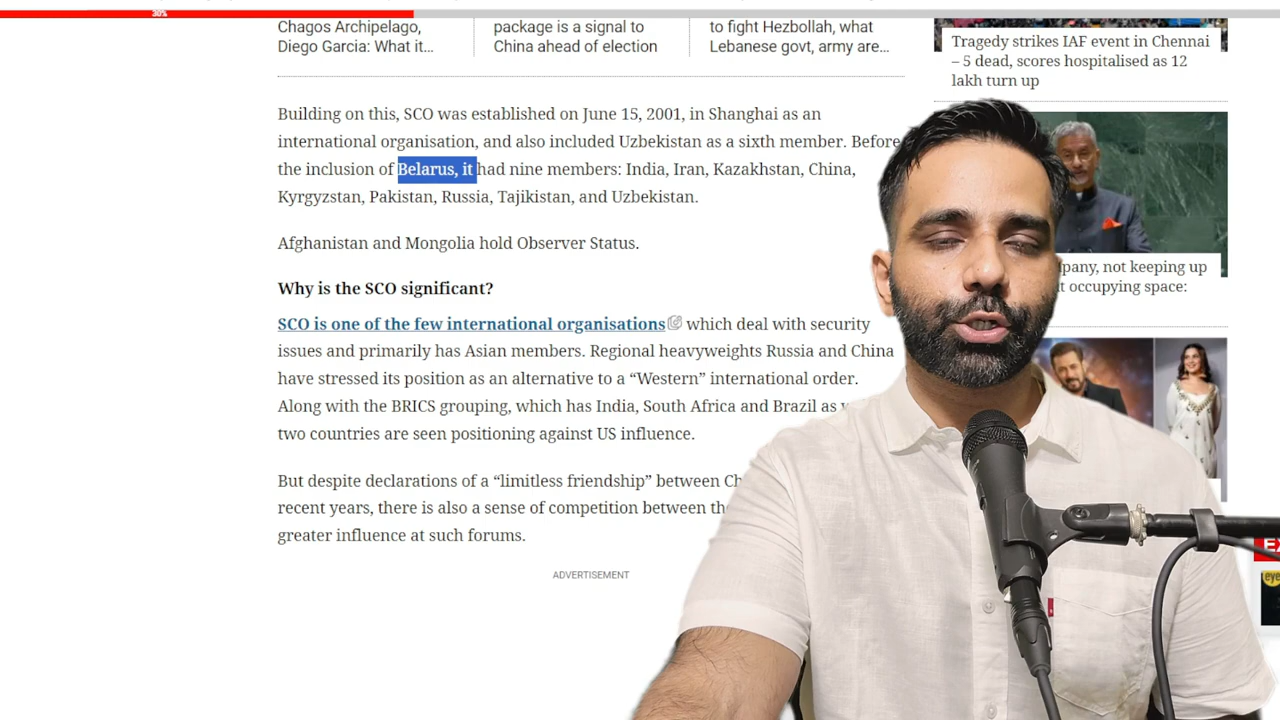 30%
Chagos Archipelago,
Diego Garcia: What it...
package is a signal to
China ahead of election
to fight Hezbollah, what
Lebanese govt, army are...
Tragedy strikes IAF event in Chennai
– 5 dead, scores hospitalised as 12
lakh turn up
Building on this, SCO was established on June 15, 2001, in Shanghai as an
international organisation, and also included Uzbekistan as a sixth member. Before
the inclusion of Belarus, it had nine members: India, Iran, Kazakhstan, China,
Kyrgyzstan, Pakistan, Russia, Tajikistan, and Uzbekistan.
Afghanistan and Mongolia hold Observer Status.
Why is the SCO significant?
SCO is one of the few international organisations which deal with security
issues and primarily has Asian members. Regional heavyweights Russia and China
have stressed its position as an alternative to a “Western” international order.
Along with the BRICS grouping, which has India, South Africa and Brazil as
two countries are seen positioning against US influence.
But despite declarations of a “limitless friendship” between
recent years, there is also a sense of competition between
greater influence at such forums.
ADVERTISEMENT
not keeping up
occupying space:
eye